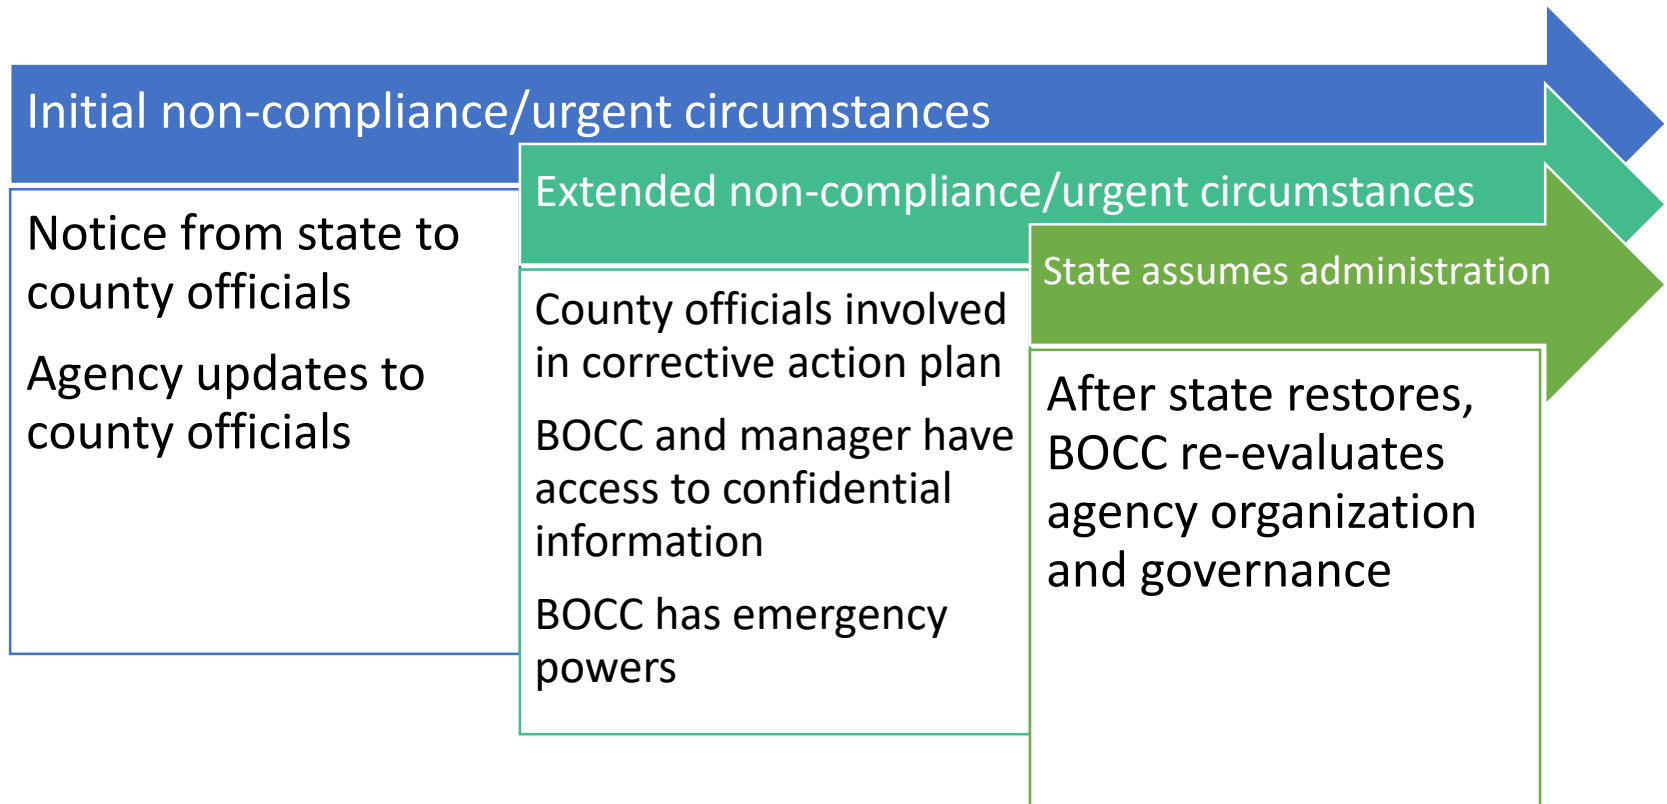 Initial non-compliance/urgent circumstances
Notice from state to
county officials
Agency updates to
county officials
Extended non-compliance/urgent circumstances
County officials involved
in corrective action plan
BOCC and manager have
access to confidential
information
BOCC has emergency
powers
State assumes administration
After state restores,
BOCC re-evaluates
agency organization
and governance